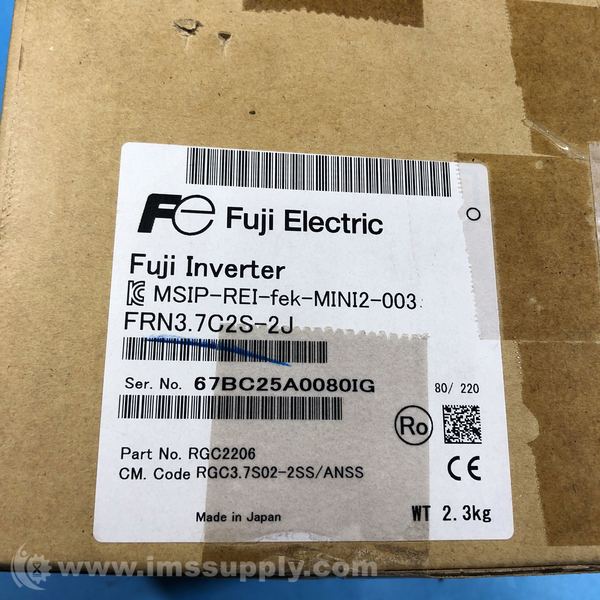 Fe Fuji Electric
Fuji Inverter
MSIP-REI-fek-MINI2-003
FRN3.7C2S-2J
Ser. No. 67BC25A0080IG
80/ 220
Ro
Part No. RGC2206
CM. Code RGC3.7S02-2SS/ANSS
CE
Made in Japan
WT 2.3kg
www.imssupply.com